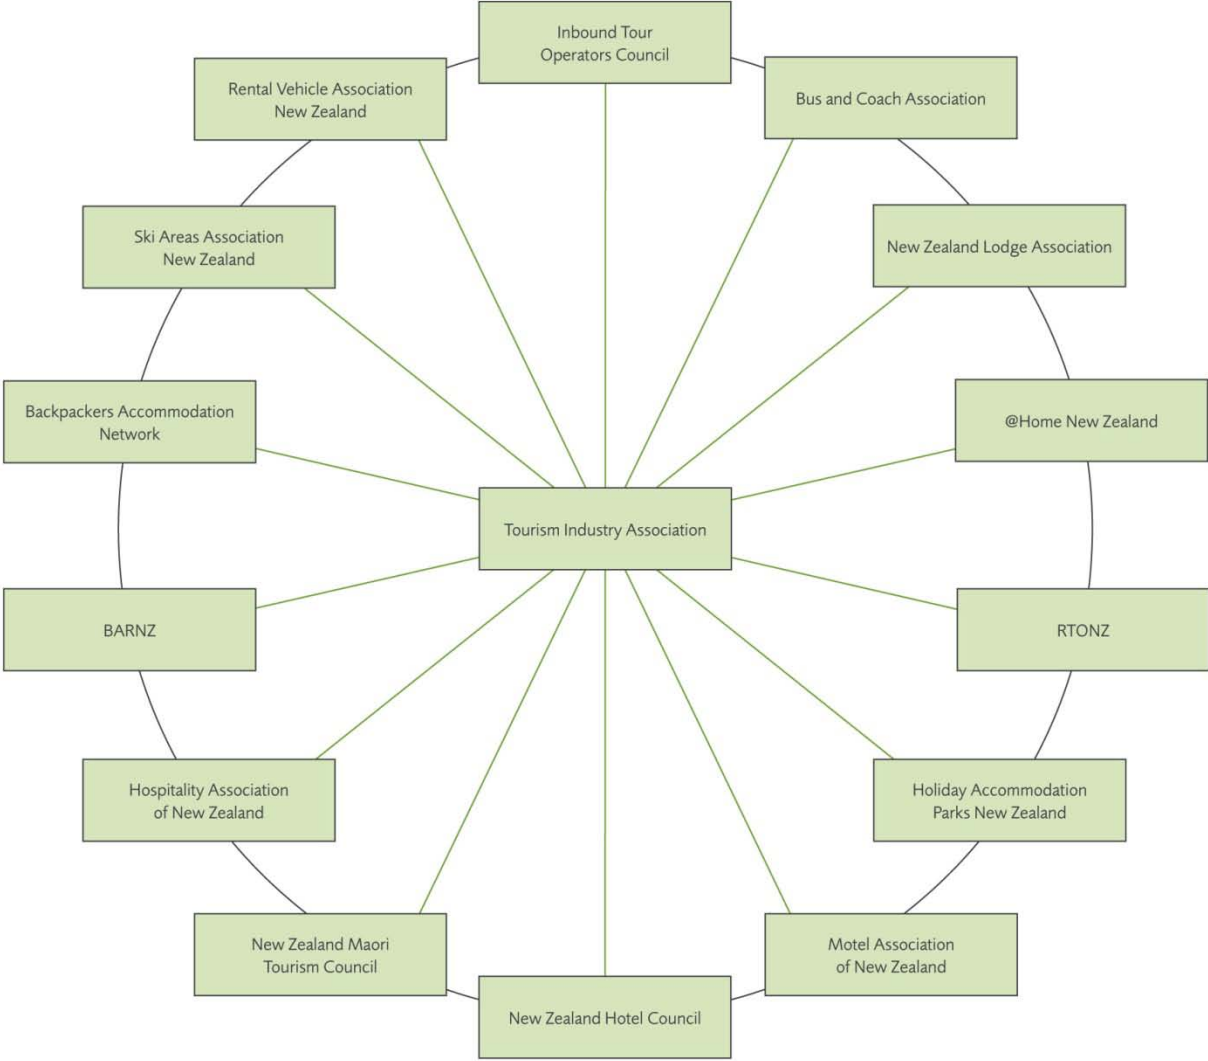 Inbound Tour
Operators Council
Rental Vehicle Association
New Zealand
Bus and Coach Association
Ski Areas Association
New Zealand
New Zealand Lodge Association
Backpackers Accommodation
Network
@Home New Zealand
Tourism Industry Association
BARNZ
RTONZ
Hospitality Association
of New Zealand
Holiday Accommodation
Parks New Zealand
New Zealand Maori
Tourism Council
Motel Association
of New Zealand
New Zealand Hotel Council